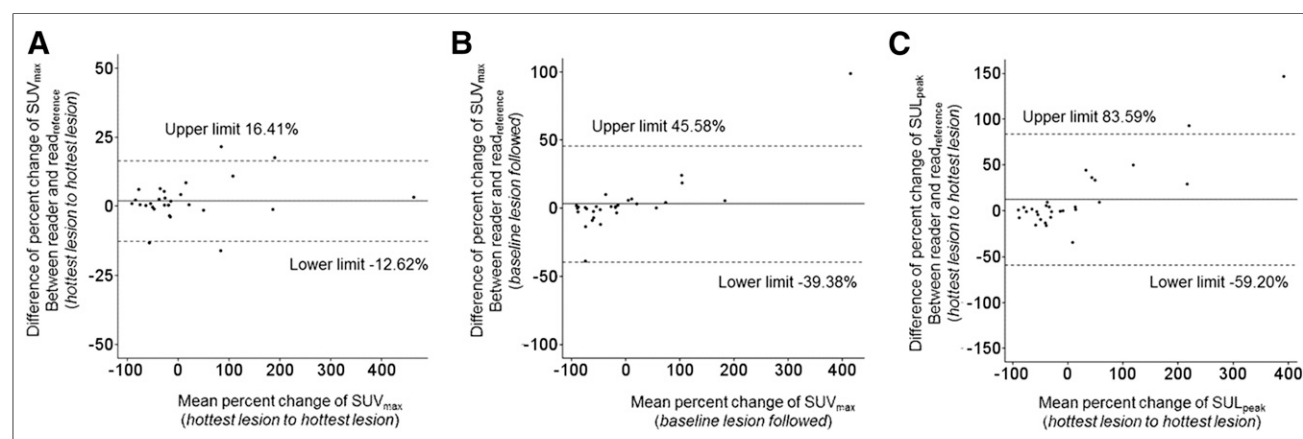 A
Difference of percent change of SUVmax
Between reader and readreference
(hottest lesion to hottest lesion)
50
25
0
-25
-50
Upper limit 16.41%
Lower limit -12.62%
-100 0 100 200 300 400
Mean percent change of SUVmax
(hottest lesion to hottest lesion)
B
Difference of percent change of SUVmax
Between reader and readreference
(baseline lesion followed)
100
50
0
-50
-100
Upper limit 45.58%
Lower limit -39.38%
-100 0 100 200 300 400
Mean percent change of SUVmax
(baseline lesion followed)
C
Difference of percent change of SULpeak
Between reader and readreference
(hottest lesion to hottest lesion)
150
100
50
0
-50
-100
-150
Upper limit 83.59%
Lower limit -59.20%
-100 0 100 200 300 400
Mean percent change of SULpeak
(hottest lesion to hottest lesion)